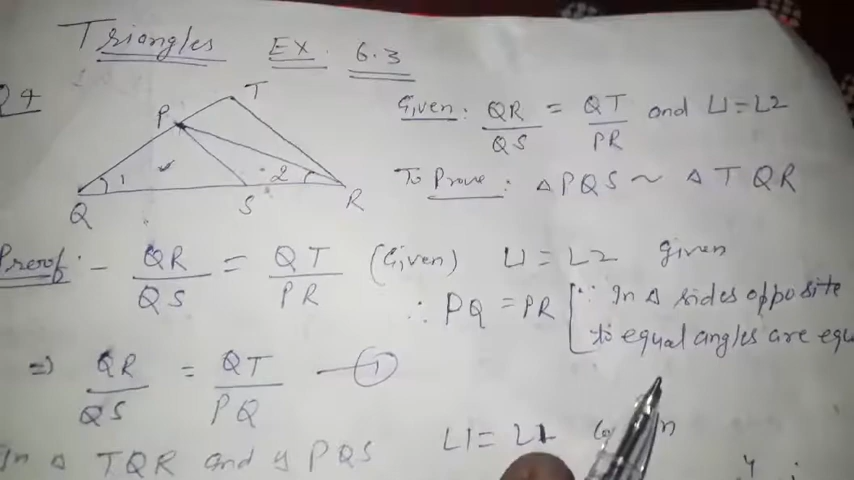 Triangles EX. 6.3
Q4
T
P
1
2
Q
S
R
Given: QR/QS = QT/PR and ∠1=∠2
To Prove: △PQS ~ △TQR
Proof:- QR/QS = QT/PR (Given) ∠1=∠2 given
∴ PQ = PR [∵ In △ sides opposite
to equal angles are equ
⇒ QR/QS = QT/PQ —①
In △ TQR and PQS ∠1=∠1